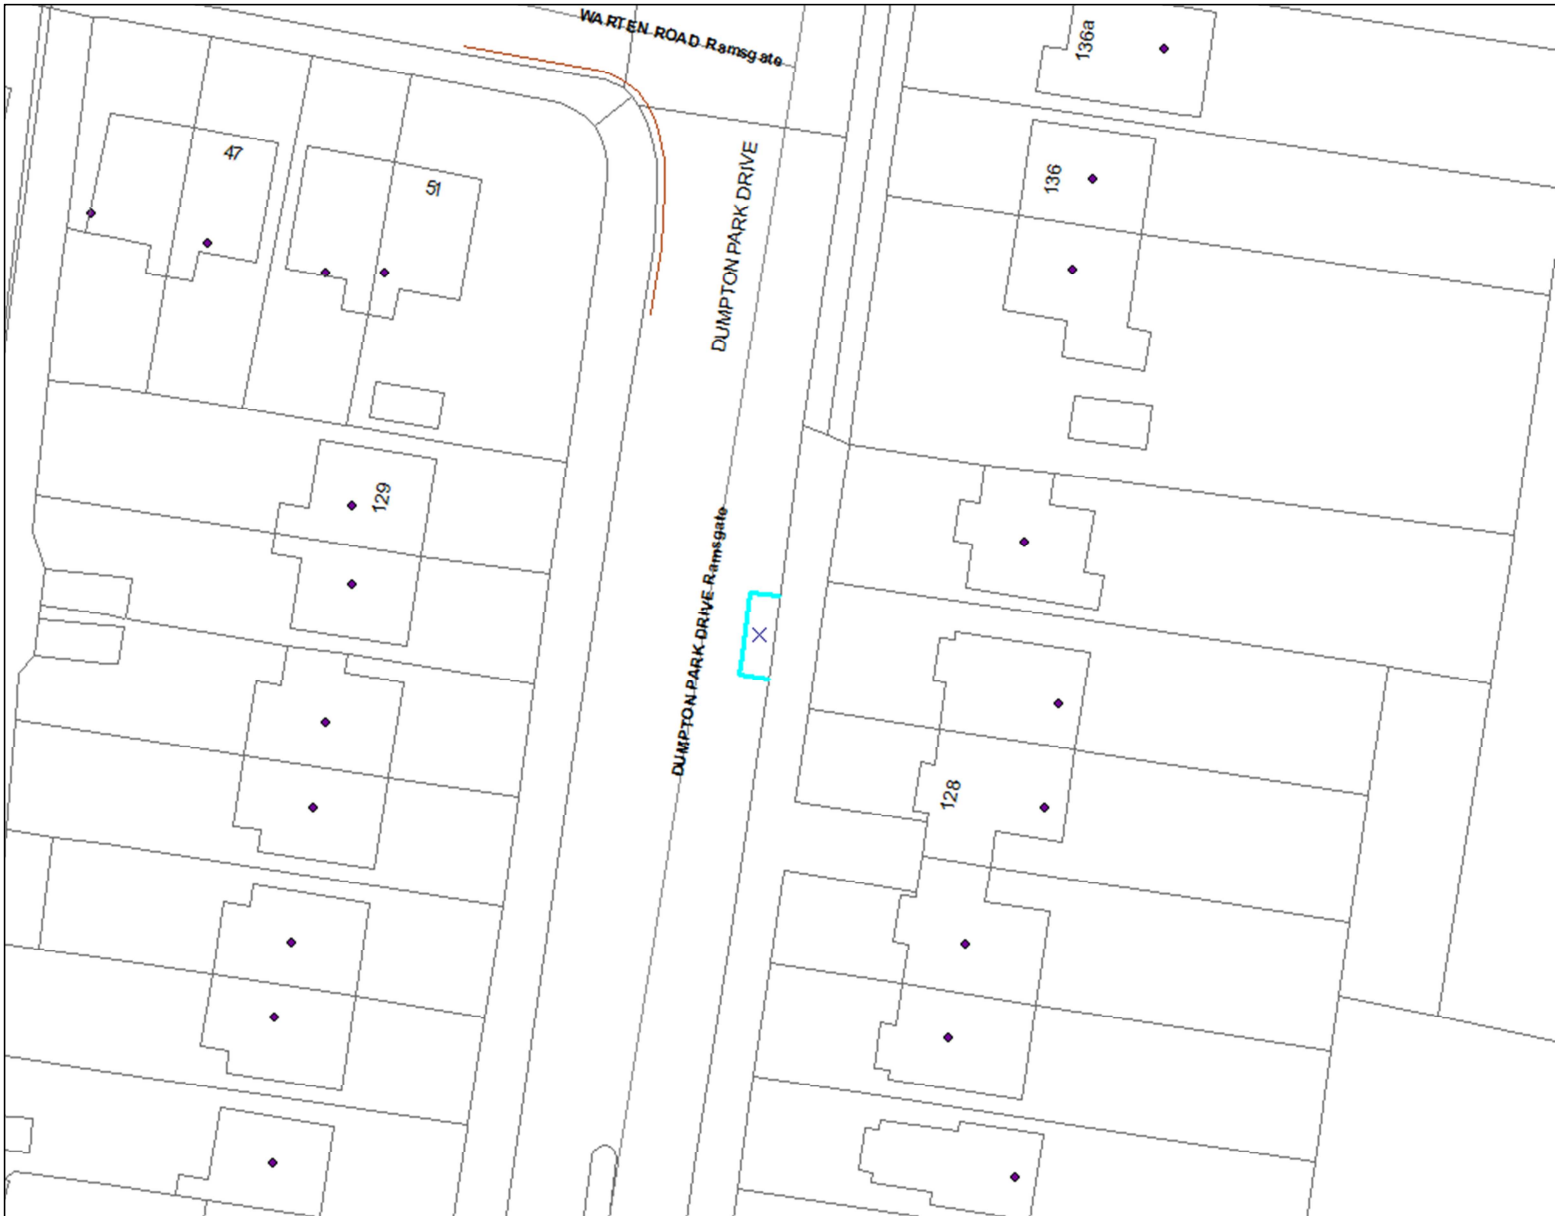 WARTEN ROAD Ramsgate
136a
47
51
136
DUMPTON PARK DRIVE
129
DUMPTON PARK DRIVE Ramsgate
128